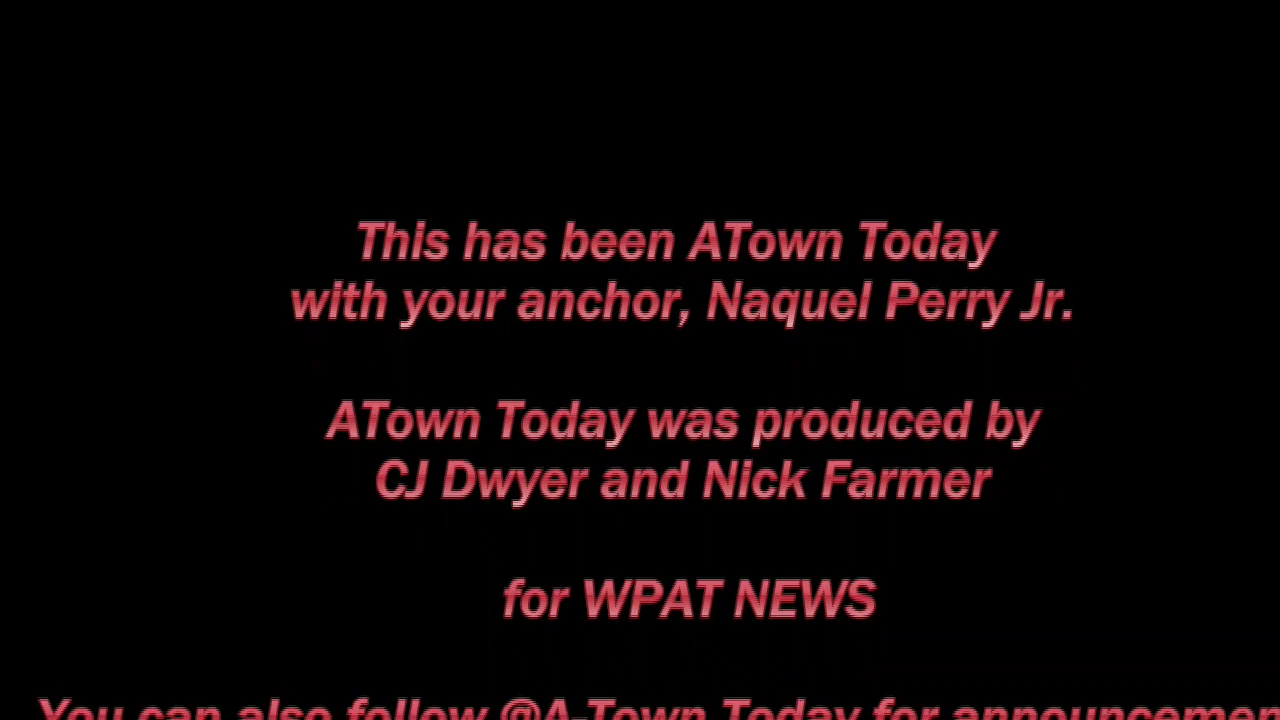 This has been ATown Today
with your anchor, Naquel Perry Jr.
ATown Today was produced by
CJ Dwyer and Nick Farmer
for WPAT NEWS
You can also follow @A-Town Today for